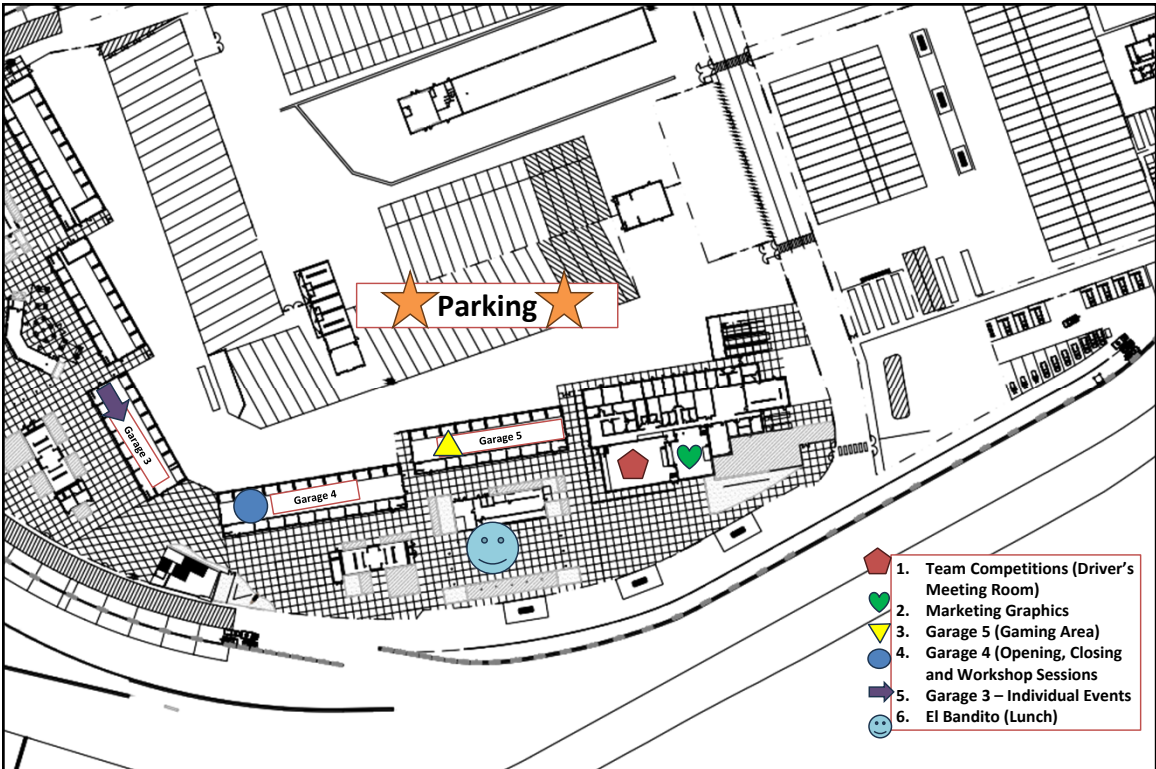 Parking
Garage 3
Garage 5
Garage 4
1. Team Competitions (Driver's
Meeting Room)
2. Marketing Graphics
3. Garage 5 (Gaming Area)
4. Garage 4 (Opening, Closing
and Workshop Sessions
5. Garage 3 – Individual Events
6. El Bandito (Lunch)